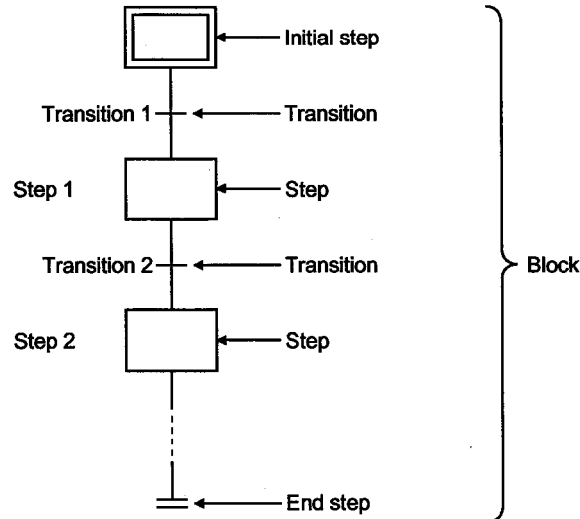 Initial step
Transition 1 Transition
Step 1 Step
Transition 2 Transition
Block
Step 2 Step
End step